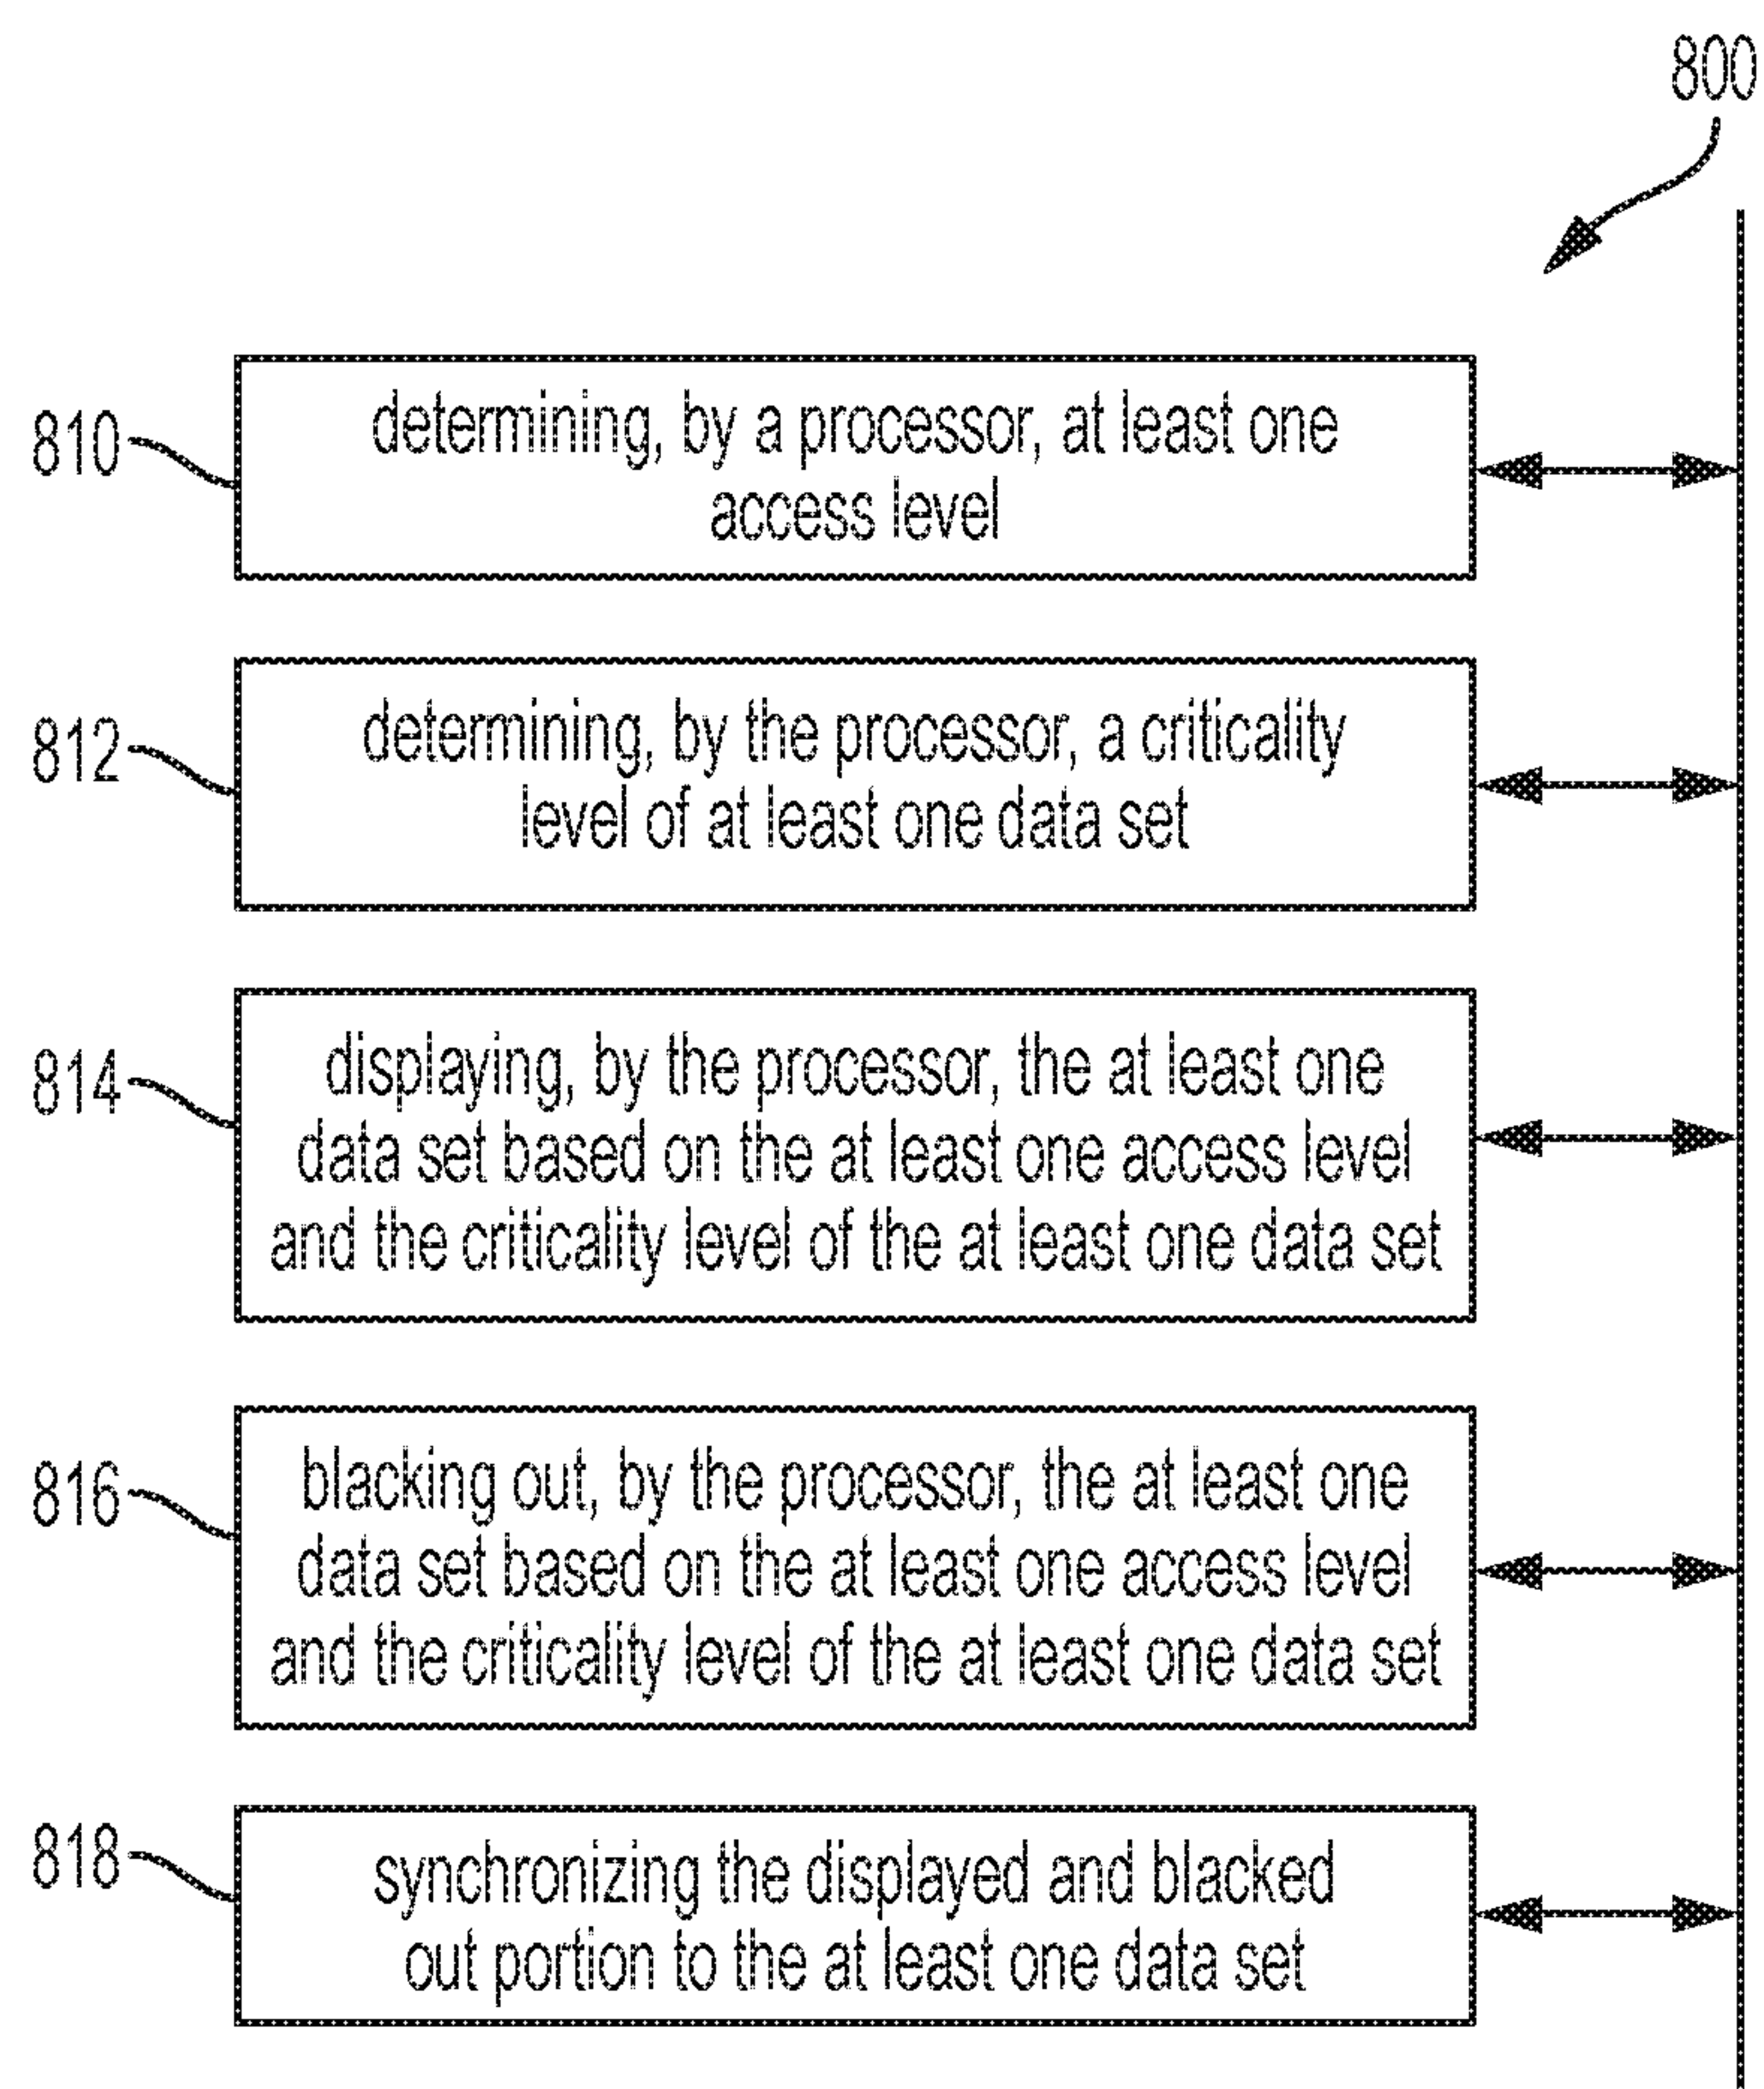 800
810
determining, by a processor, at least one
access level
812
determining, by the processor, a criticality
level of at least one data set
814
displaying, by the processor, the at least one
data set based on the at least one access level
and the criticality level of the at least one data set
816
blacking out, by the processor, the at least one
data set based on the at least one access level
and the criticality level of the at least one data set
818
synchronizing the displayed and blacked
out portion to the at least one data set